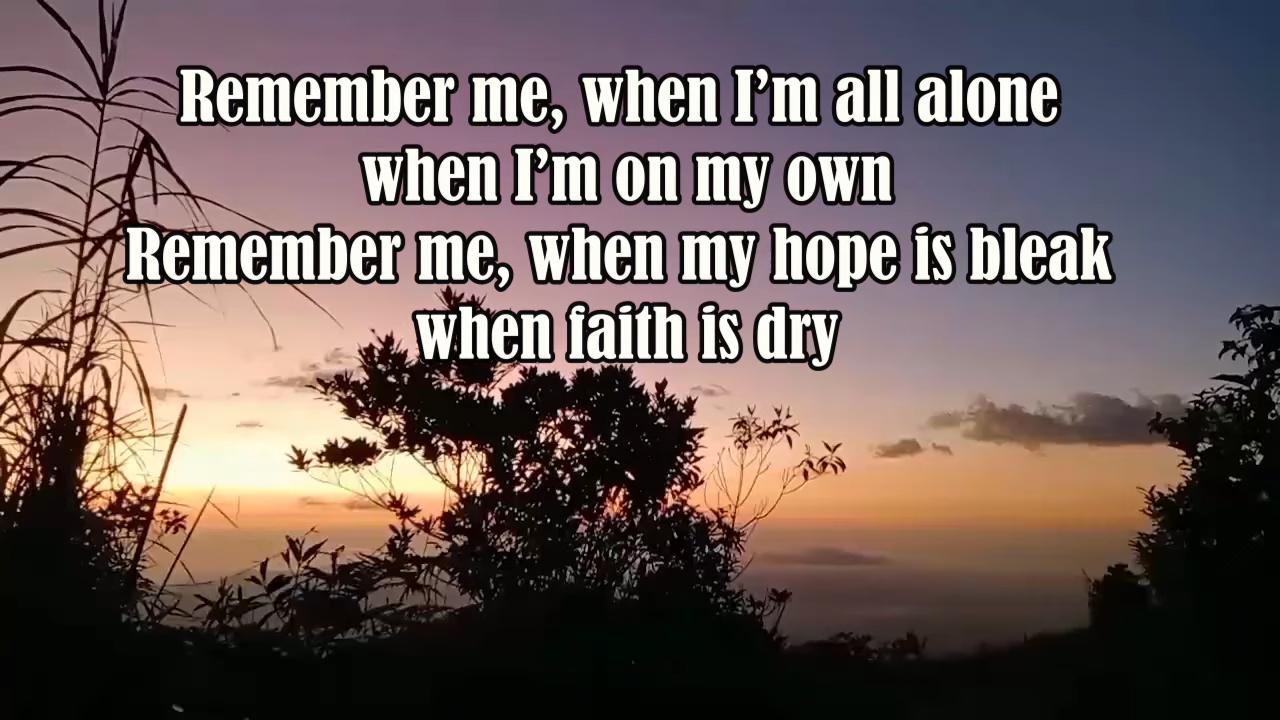 Remember me, when I’m all alone
when I’m on my own
Remember me, when my hope is bleak
when faith is dry